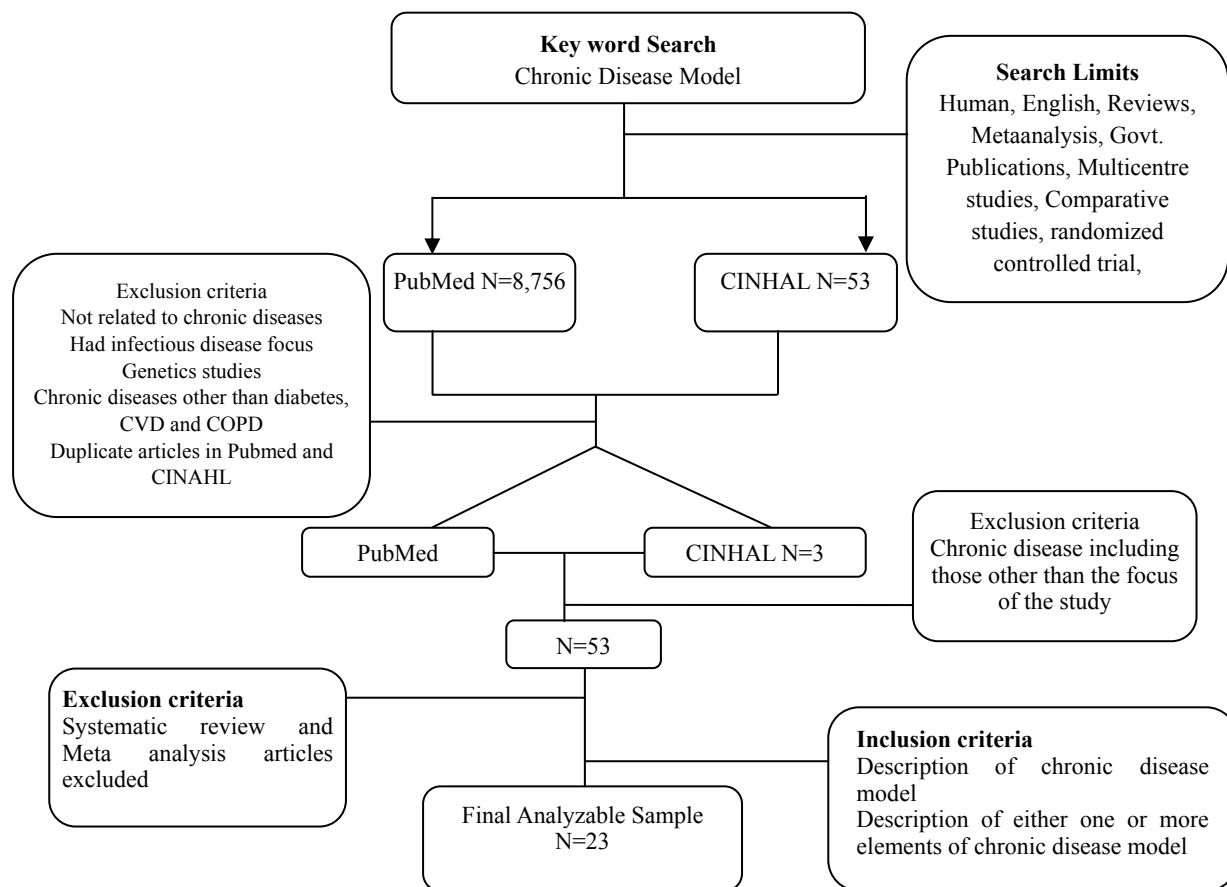 Key word Search
Chronic Disease Model
Search Limits
Human, English, Reviews,
Metaanalysis, Govt.
Publications, Multicentre
studies, Comparative
studies, randomized
controlled trial,
PubMed N=8,756
CINHAL N=53
Exclusion criteria
Not related to chronic diseases
Had infectious disease focus
Genetics studies
Chronic diseases other than diabetes,
CVD and COPD
Duplicate articles in Pubmed and
CINAHL
PubMed
CINHAL N=3
Exclusion criteria
Chronic disease including
those other than the focus
of the study
N=53
Exclusion criteria
Systematic review and
Meta analysis articles
excluded
Inclusion criteria
Description of chronic disease
model
Description of either one or more
elements of chronic disease model
Final Analyzable Sample
N=23